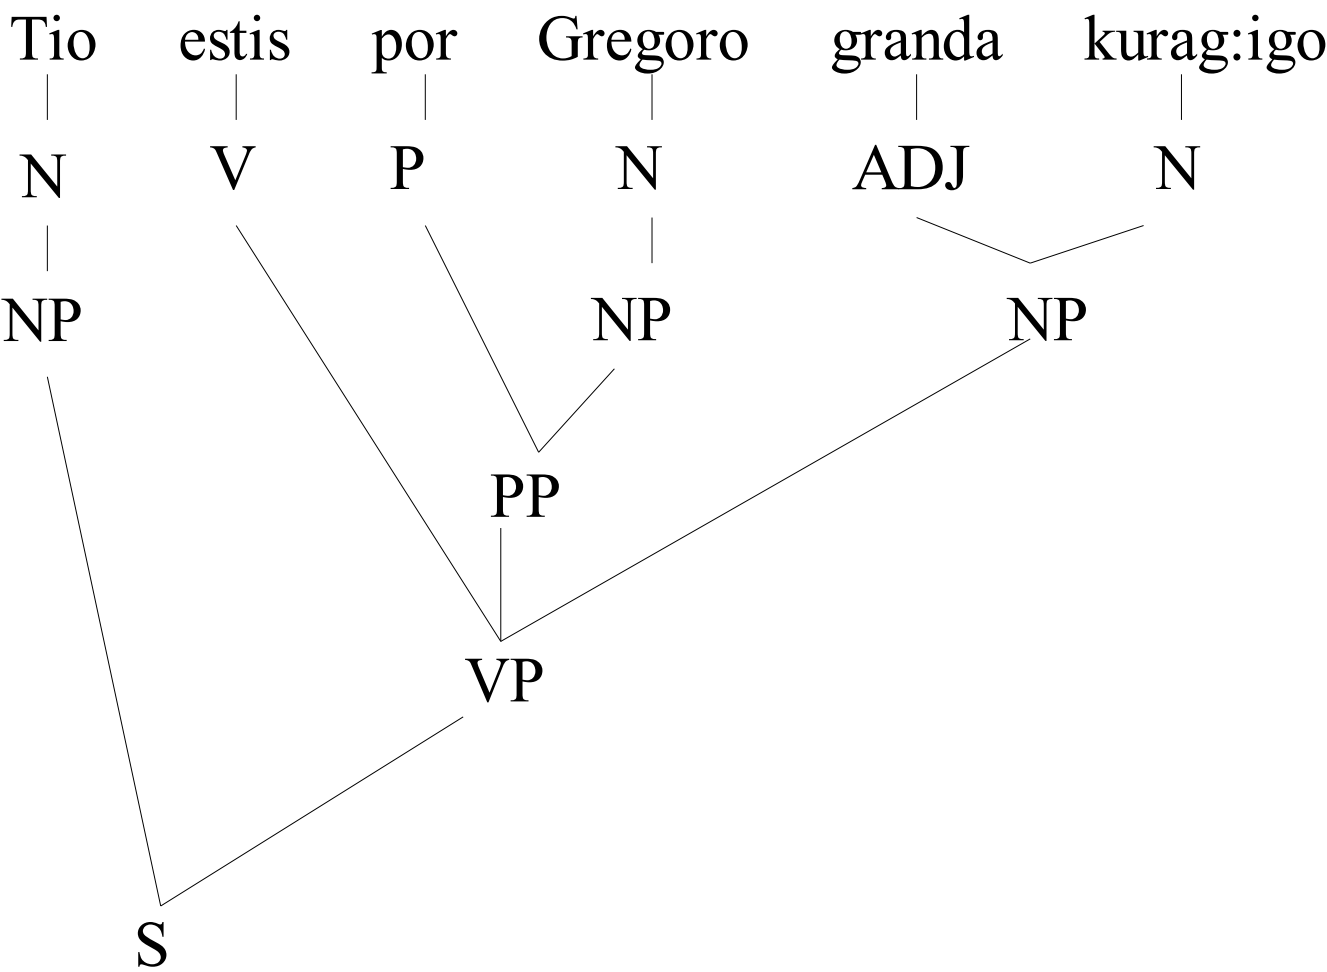 Tio estis por Gregoro granda kurag:igo
N V P N ADJ N
NP NP NP
PP
VP
S